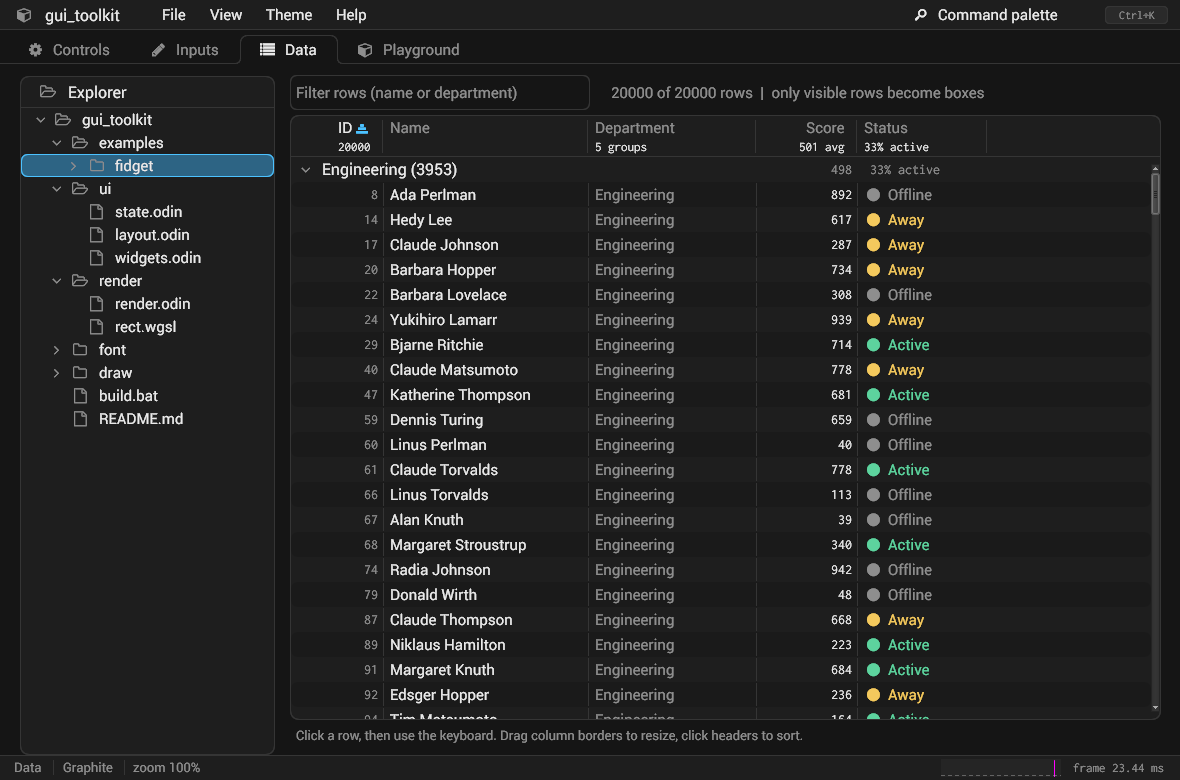 gui_toolkit File View Theme Help Command palette Ctrl+K
Controls Inputs Data Playground
Explorer
gui_toolkit
examples
fidget
ui
state.odin
layout.odin
widgets.odin
render
render.odin
rect.wgsl
font
draw
build.bat
README.md
Filter rows (name or department) 20000 of 20000 rows | only visible rows become boxes
ID Name Department Score Status
20000 5 groups 501 avg 33% active
Engineering (3953) 498 33% active
8 Ada Perlman Engineering 892 Offline
14 Hedy Lee Engineering 617 Away
17 Claude Johnson Engineering 287 Away
20 Barbara Hopper Engineering 734 Away
22 Barbara Lovelace Engineering 308 Offline
24 Yukihiro Lamarr Engineering 939 Away
29 Bjarne Ritchie Engineering 714 Active
40 Claude Matsumoto Engineering 778 Away
47 Katherine Thompson Engineering 681 Active
59 Dennis Turing Engineering 659 Offline
60 Linus Perlman Engineering 40 Offline
61 Claude Torvalds Engineering 778 Active
66 Linus Torvalds Engineering 113 Offline
67 Alan Knuth Engineering 39 Offline
68 Margaret Stroustrup Engineering 340 Active
74 Radia Johnson Engineering 942 Offline
79 Donald Wirth Engineering 48 Offline
87 Claude Thompson Engineering 668 Away
89 Niklaus Hamilton Engineering 223 Active
91 Margaret Knuth Engineering 684 Active
92 Edsger Hopper Engineering 236 Away
94 Tim Matsumoto Engineering 164 Active
Click a row, then use the keyboard. Drag column borders to resize, click headers to sort.
Data Graphite zoom 100% frame 23.44 ms